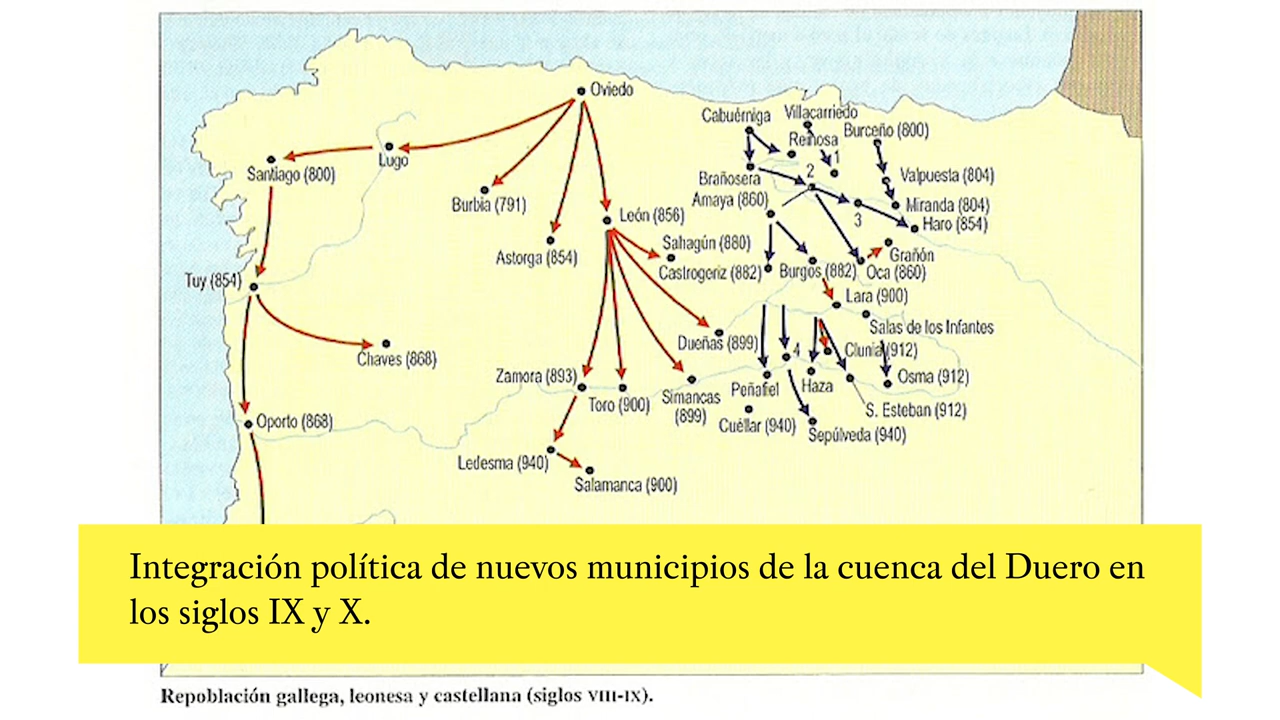 Oviedo
Cabuérniga
Villacarriedo
Reinosa
Burceño (800)
Lugo
Santiago (800)
1
2
Brañosera
Valpuesta (804)
Burbia (791)
Amaya (860)
Miranda (804)
3
Haro (854)
León (856)
Astorga (854)
Sahagún (880)
Castrogeriz (882)
Burgos (882)
Grañón
Oca (860)
Tuy (854)
Lara (900)
Salas de los Infantes
Dueñas (899)
4
Clunia (912)
Chaves (868)
Zamora (893)
Toro (900)
Simancas
(899)
Peñafiel
Haza
Osma (912)
S. Esteban (912)
Cuéllar (940)
Sepúlveda (940)
Oporto (868)
Ledesma (940)
Salamanca (900)
Integración política de nuevos municipios de la cuenca del Duero en
los siglos IX y X.
Repoblación gallega, leonesa y castellana (siglos VIII-IX).